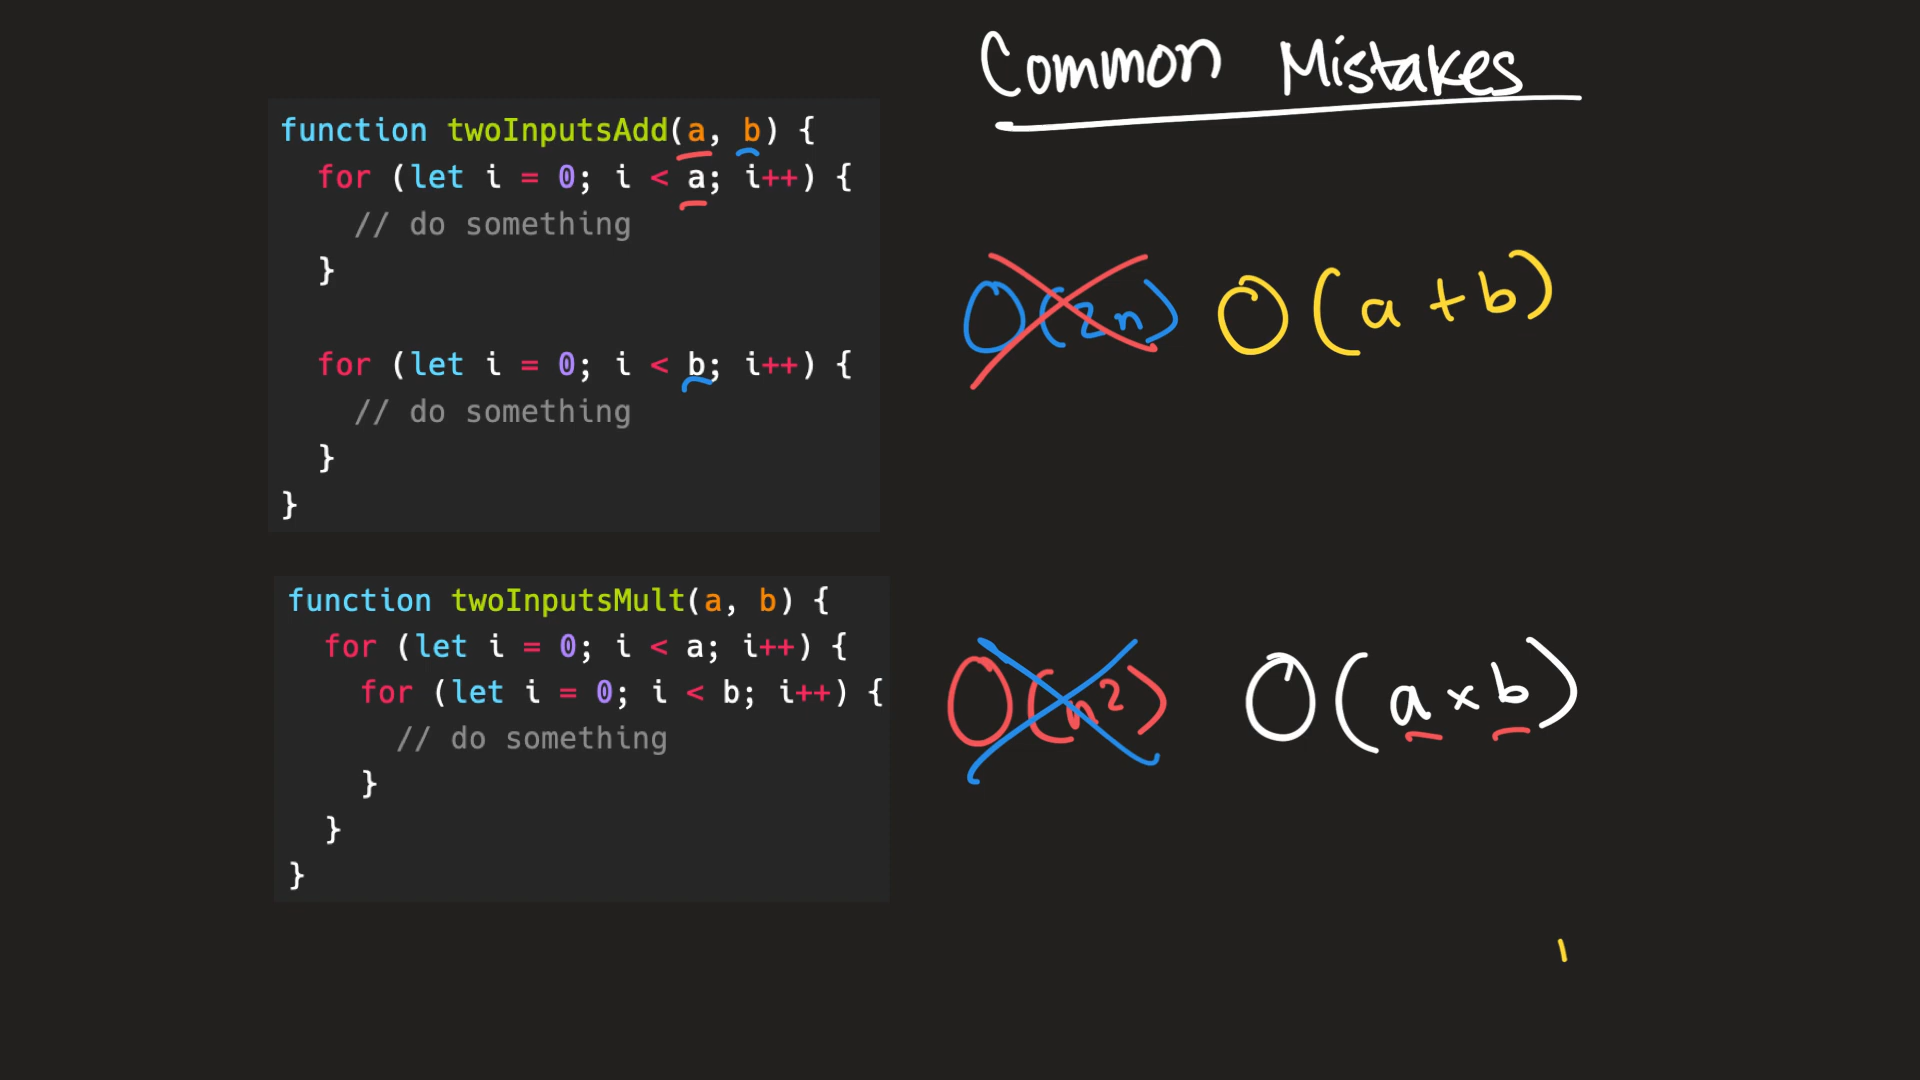 Common Mistakes
function twoInputsAdd(a, b) {
for (let i = 0; i < a; i++) {
// do something
}
for (let i = 0; i < b; i++) {
// do something
}
}
O(2n) O(a + b)
function twoInputsMult(a, b) {
for (let i = 0; i < a; i++) {
for (let i = 0; i < b; i++) {
// do something
}
}
}
O(n²) O(a × b)